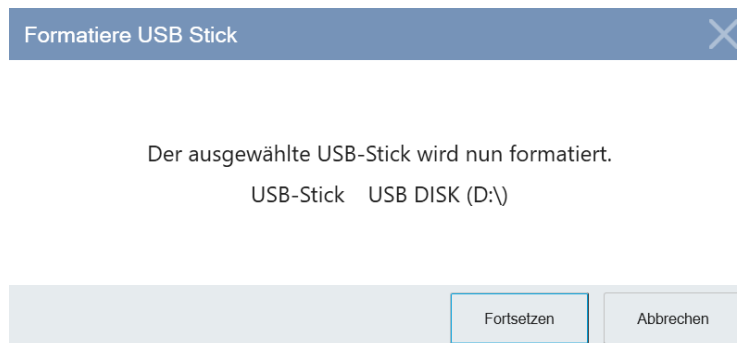 Formatiere USB Stick
Der ausgewählte USB-Stick wird nun formatiert.
USB-Stick USB DISK (D:\)
Fortsetzen Abbrechen